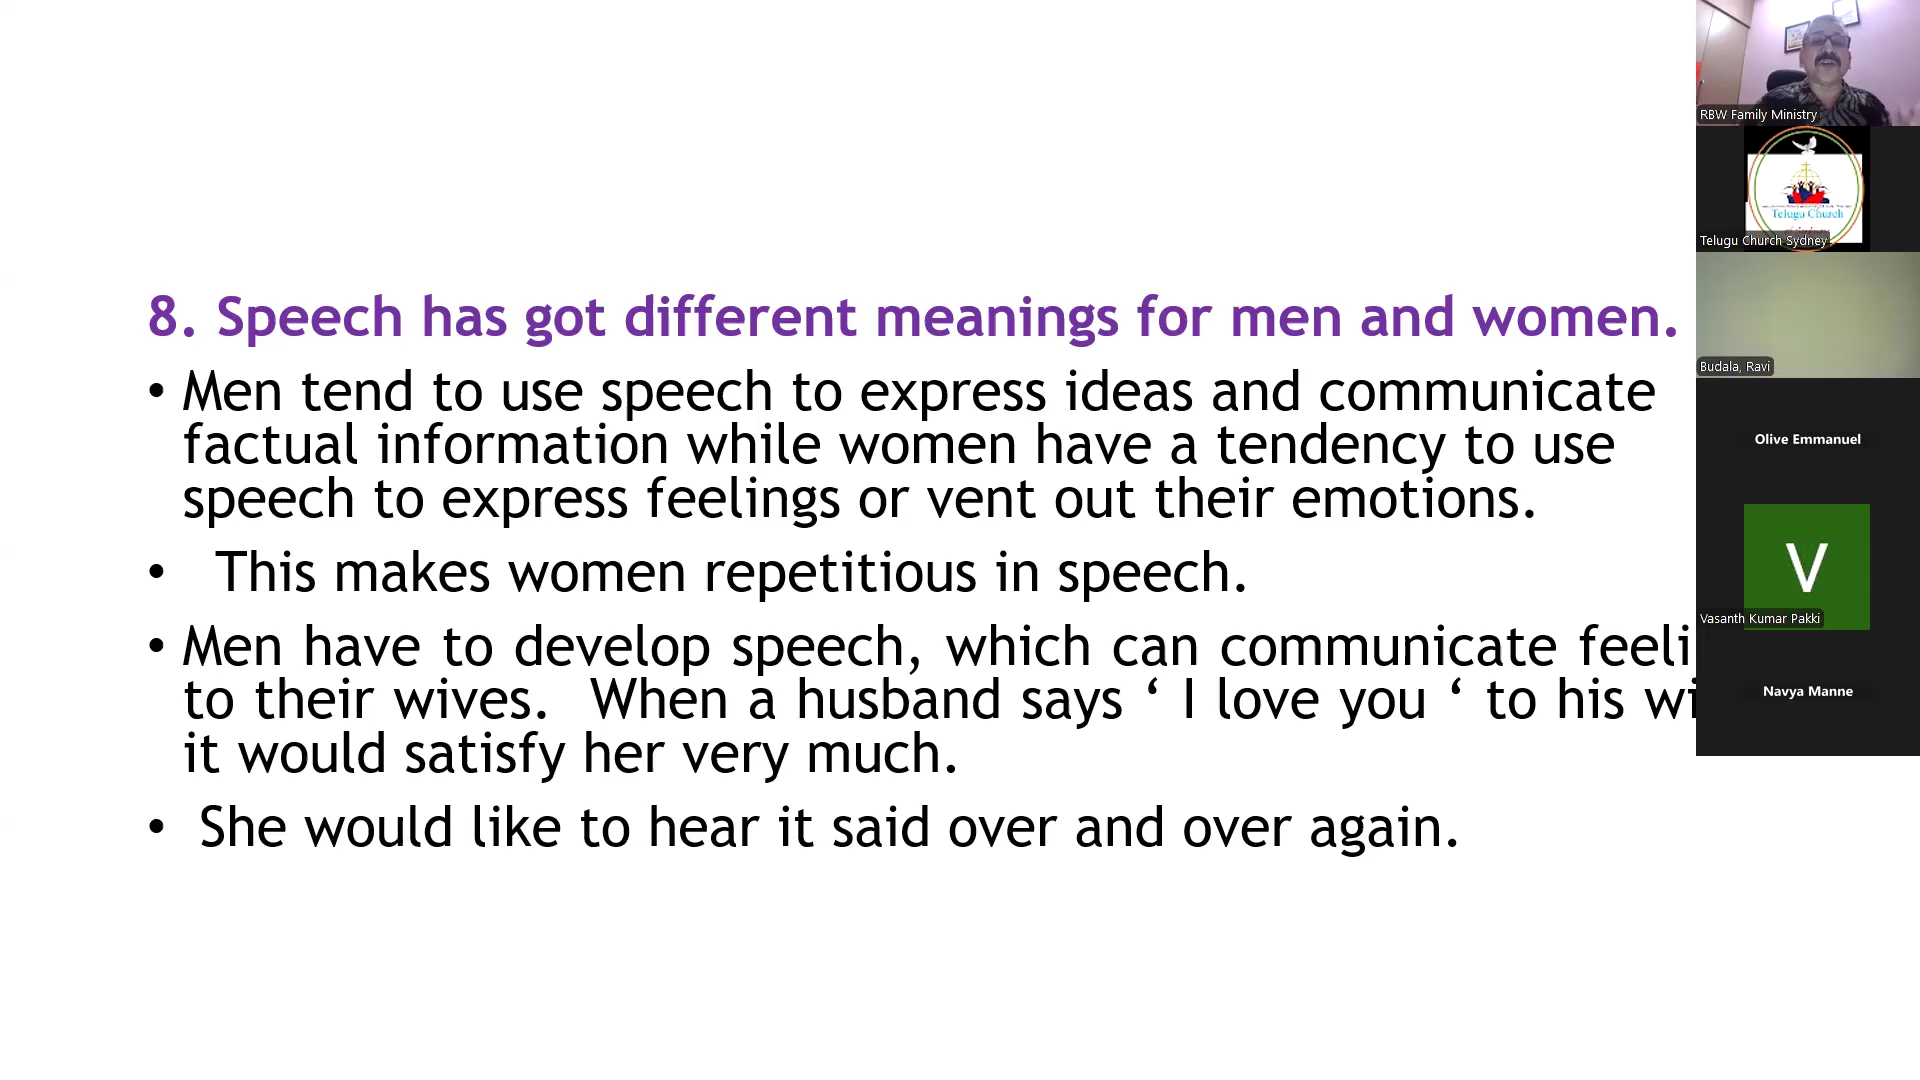 8. Speech has got different meanings for men and women.
• Men tend to use speech to express ideas and communicate
factual information while women have a tendency to use
speech to express feelings or vent out their emotions.
• This makes women repetitious in speech.
• Men have to develop speech, which can communicate feeli
to their wives. When a husband says ‘ I love you ‘ to his wi
it would satisfy her very much.
• She would like to hear it said over and over again.
RBW Family Ministry
Telugu Church
Telugu Church Sydney
Budala, Ravi
Olive Emmanuel
V
Vasanth Kumar Pakki
Navya Manne